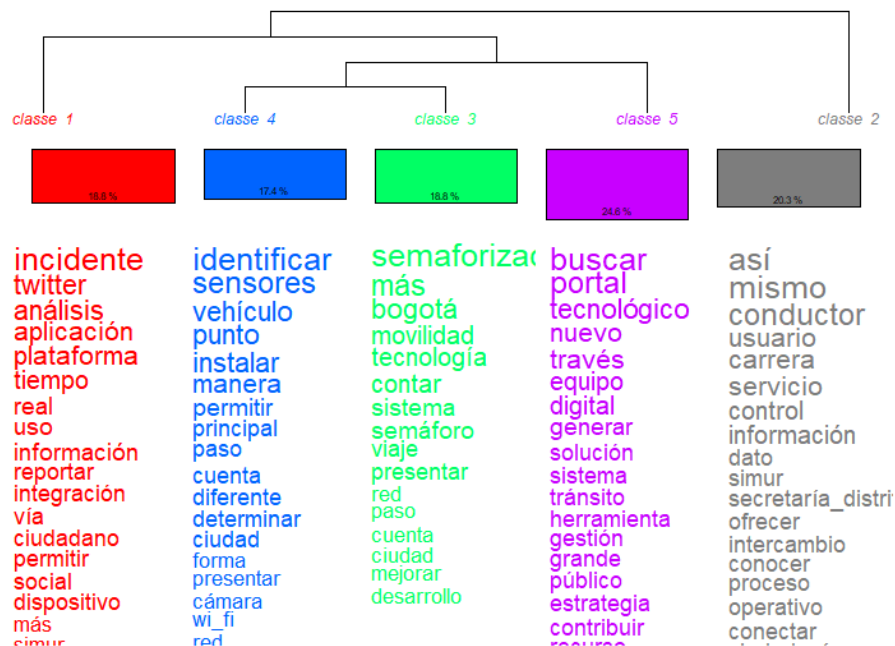 classe 1
classe 4
classe 3
classe 5
classe 2
18.8 %
17.4 %
18.8 %
24.6 %
20.3 %
incidente
twitter
análisis
aplicación
plataforma
tiempo
real
uso
información
reportar
integración
vía
ciudadano
permitir
social
dispositivo
más
simur
identificar
sensores
vehículo
punto
instalar
manera
permitir
principal
paso
cuenta
diferente
determinar
ciudad
forma
presentar
cámara
wi_fi
red
semaforizac
más
bogotá
movilidad
tecnología
contar
sistema
semáforo
viaje
presentar
red
paso
cuenta
ciudad
mejorar
desarrollo
buscar
portal
tecnológico
nuevo
través
equipo
digital
generar
solución
sistema
tránsito
herramienta
gestión
grande
público
estrategia
contribuir
recurso
así
mismo
conductor
usuario
carrera
servicio
control
información
dato
simur
secretaría_distri
ofrecer
intercambio
conocer
proceso
operativo
conectar